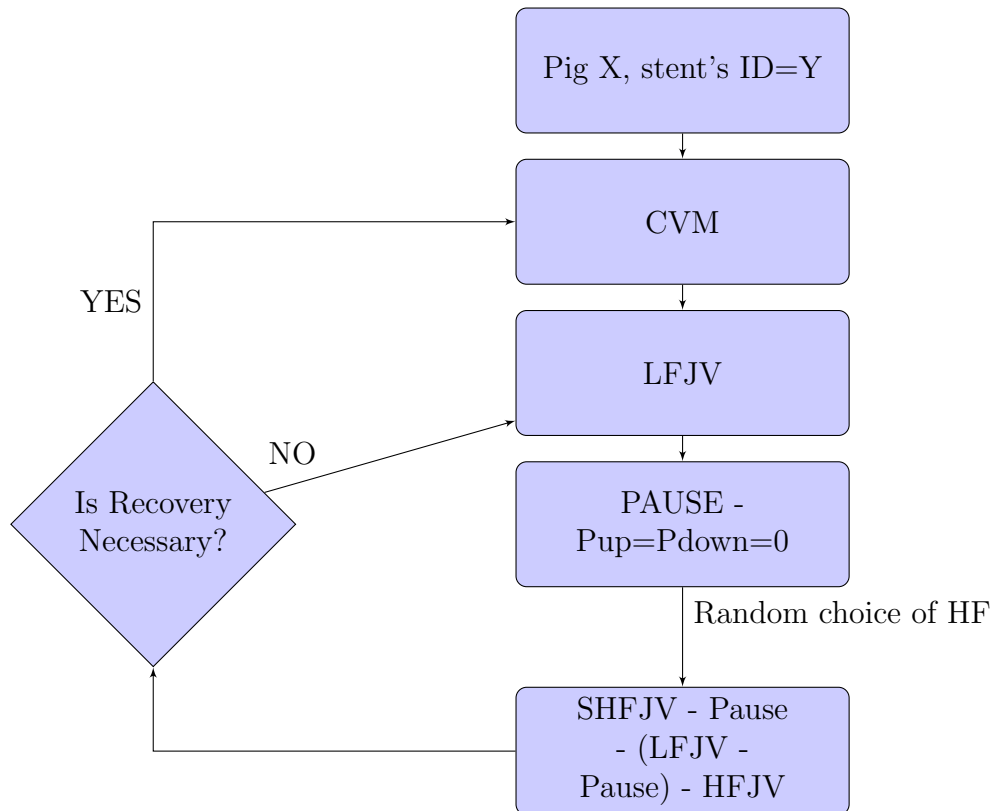 Pig X, stent's ID=Y
CVM
YES
LFJV
NO
Is Recovery
Necessary?
PAUSE -
Pup=Pdown=0
Random choice of HF
SHFJV - Pause
- (LFJV -
Pause) - HFJV